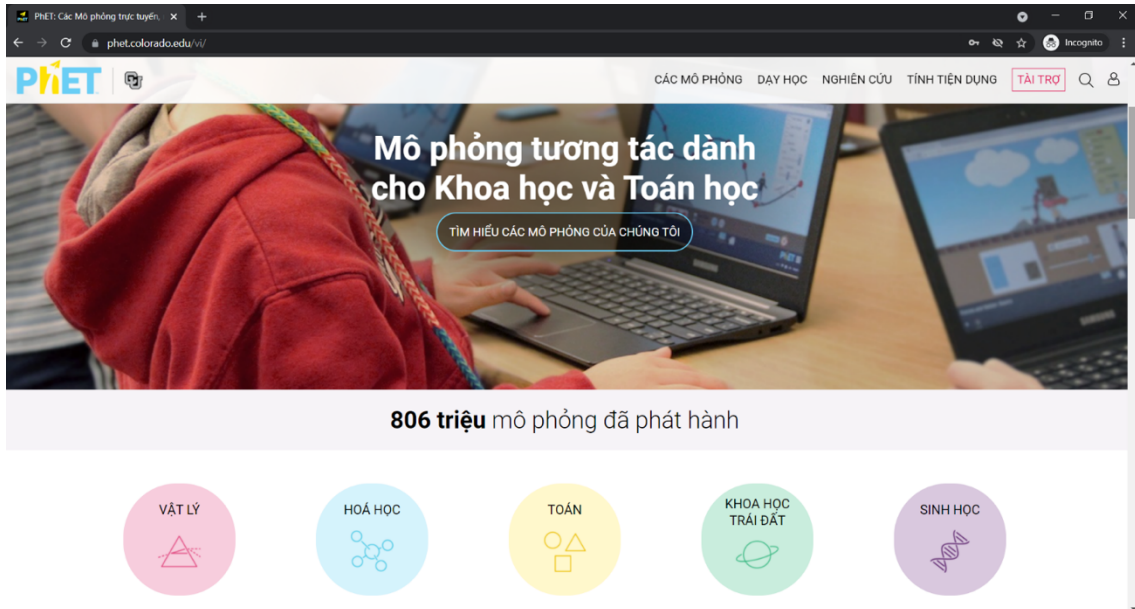 PhET: Các Mô phỏng trực tuyến,
phet.colorado.edu/vi/
Incognito
PhET
CÁC MÔ PHỎNG DẠY HỌC NGHIÊN CỨU TÍNH TIỆN DỤNG TÀI TRỢ
Mô phỏng tương tác dành
cho Khoa học và Toán học
TÌM HIỂU CÁC MÔ PHỎNG CỦA CHÚNG TÔI
SAMSUNG
806 triệu mô phỏng đã phát hành
VẬT LÝ
HOÁ HỌC
TOÁN
KHOA HỌC
TRÁI ĐẤT
SINH HỌC